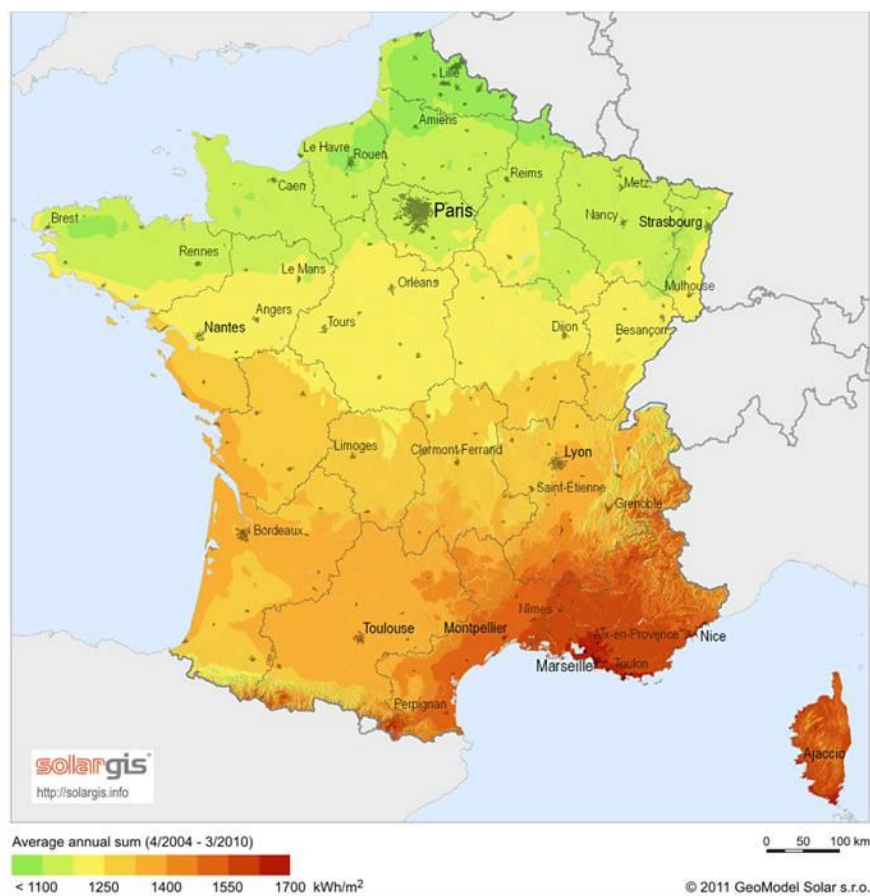 Lille
Amiens
Le Havre
Rouen
Reims
Caen
Metz
Paris
Nancy
Strasbourg
Brest
Rennes
Le Mans
Orléans
Mulhouse
Angers
Nantes
Tours
Dijon
Besançon
Limoges
Clermont-Ferrand
Lyon
Saint-Étienne
Grenoble
Bordeaux
Nîmes
Toulouse
Montpellier
Aix-en-Provence
Nice
Marseille
Toulon
Perpignan
Ajaccio
solargis
http://solargis.info
Average annual sum (4/2004 - 3/2010)
0 50 100 km
< 1100 1250 1400 1550 1700 kWh/m²
© 2011 GeoModel Solar s.r.o.